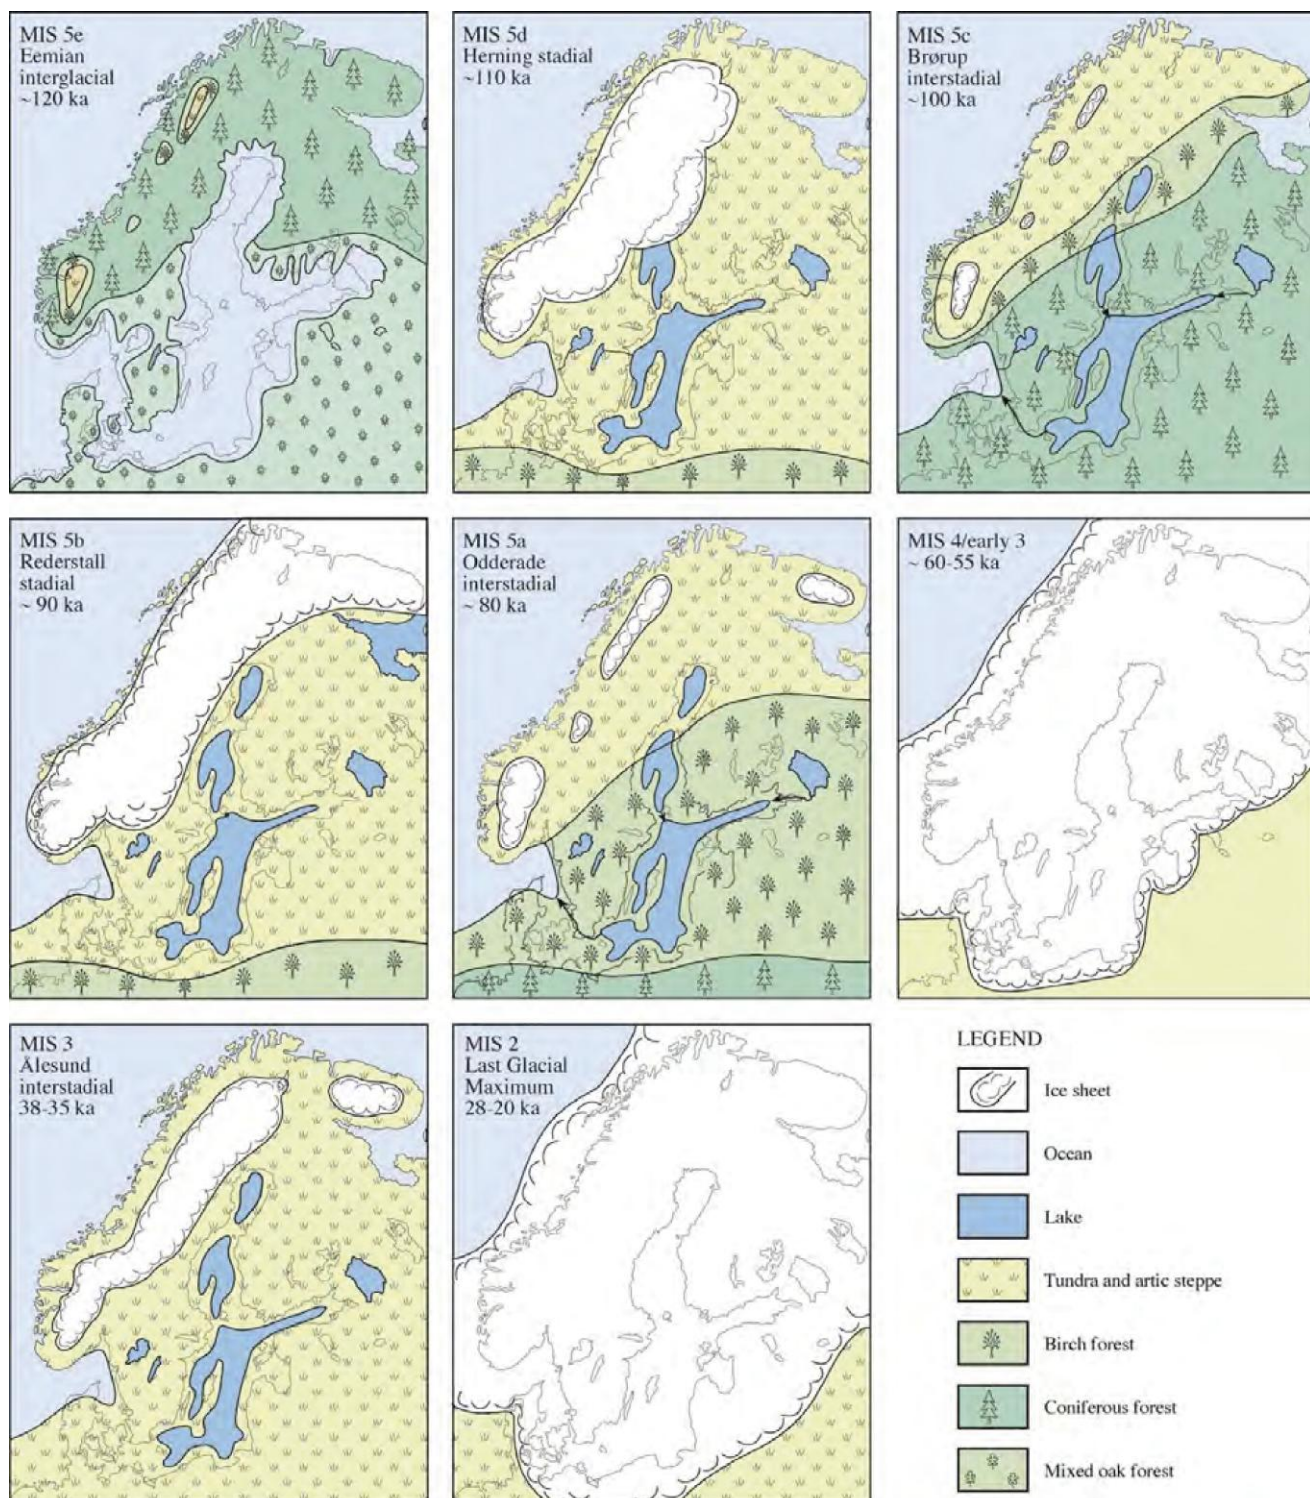 MIS 5e
Eemian
interglacial
~120 ka
MIS 5d
Herning stadial
~110 ka
MIS 5c
Brørup
interstadial
~100 ka
MIS 5b
Rederstall
stadial
~ 90 ka
MIS 5a
Odderade
interstadial
~ 80 ka
MIS 4/early 3
~ 60-55 ka
MIS 3
Ålesund
interstadial
38-35 ka
MIS 2
Last Glacial
Maximum
28-20 ka
LEGEND
Ice sheet
Ocean
Lake
Tundra and artic steppe
Birch forest
Coniferous forest
Mixed oak forest